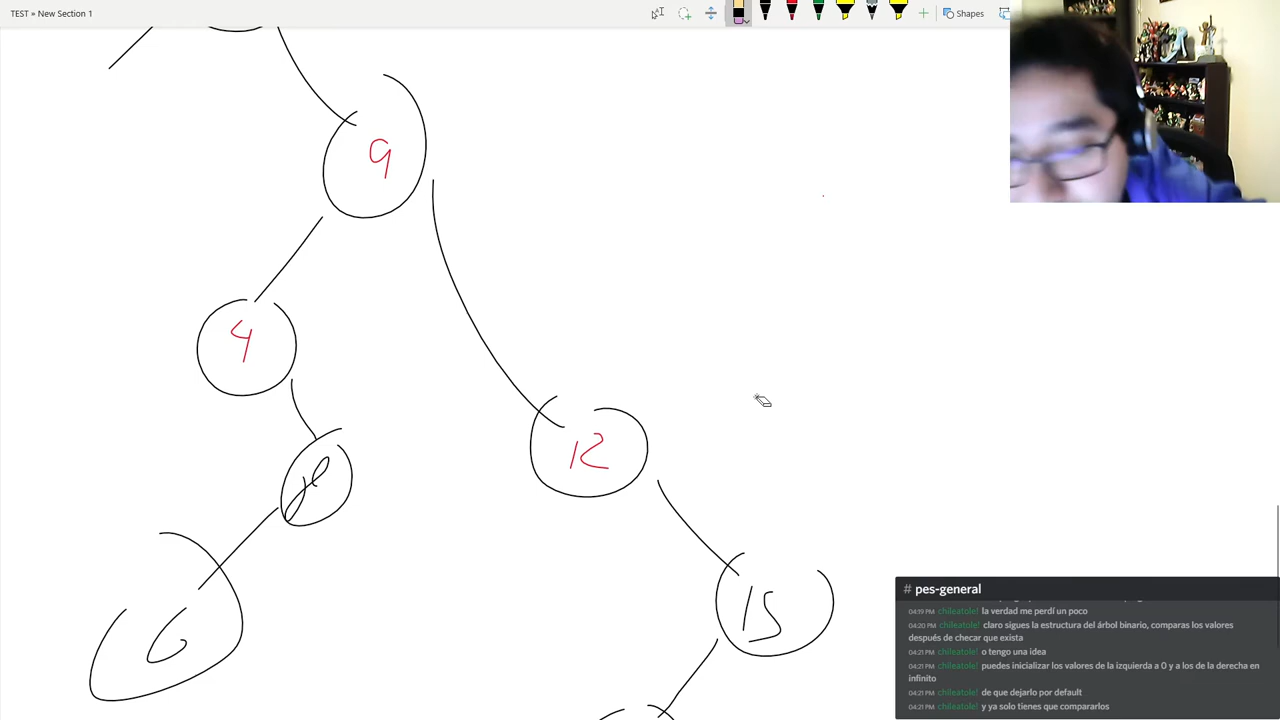 TEST » New Section 1
Shapes
9
4
12
6
15
# pes-general
04:19 PM chileatole! la verdad me perdí un poco
04:20 PM chileatole! claro sigues la estructura del árbol binario, comparas los valores
después de checar que exista
04:21 PM chileatole! o tengo una idea
04:21 PM chileatole! puedes inicializar los valores de la izquierda a 0 y a los de la derecha en
infinito
04:21 PM chileatole! de que dejarlo por default
04:21 PM chileatole! y ya solo tienes que compararlos